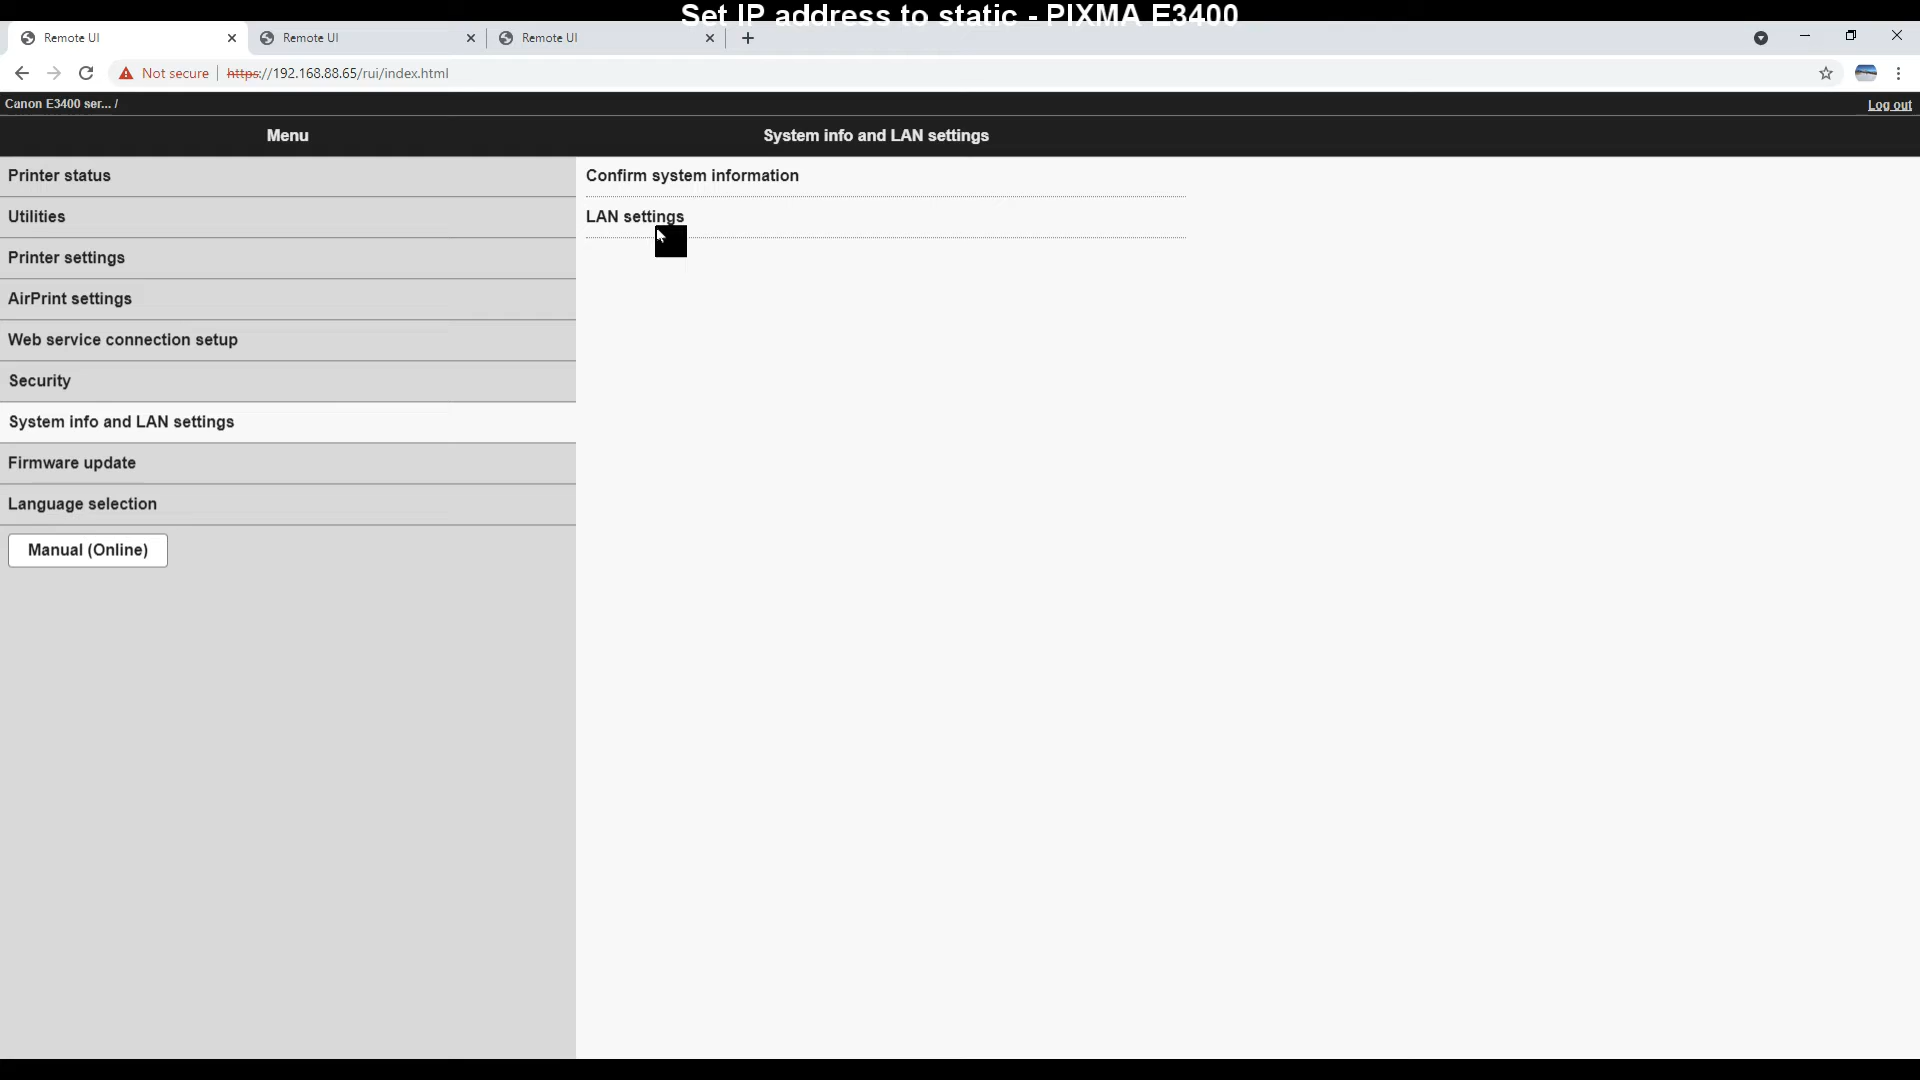 Set IP address to static - PIXMA E3400
Remote UI
Remote UI
Remote UI
Not secure
https://192.168.88.65/rui/index.html
Canon E3400 ser... /
Log out
Menu
System info and LAN settings
Printer status
Utilities
Printer settings
AirPrint settings
Web service connection setup
Security
System info and LAN settings
Firmware update
Language selection
Manual (Online)
Confirm system information
LAN settings